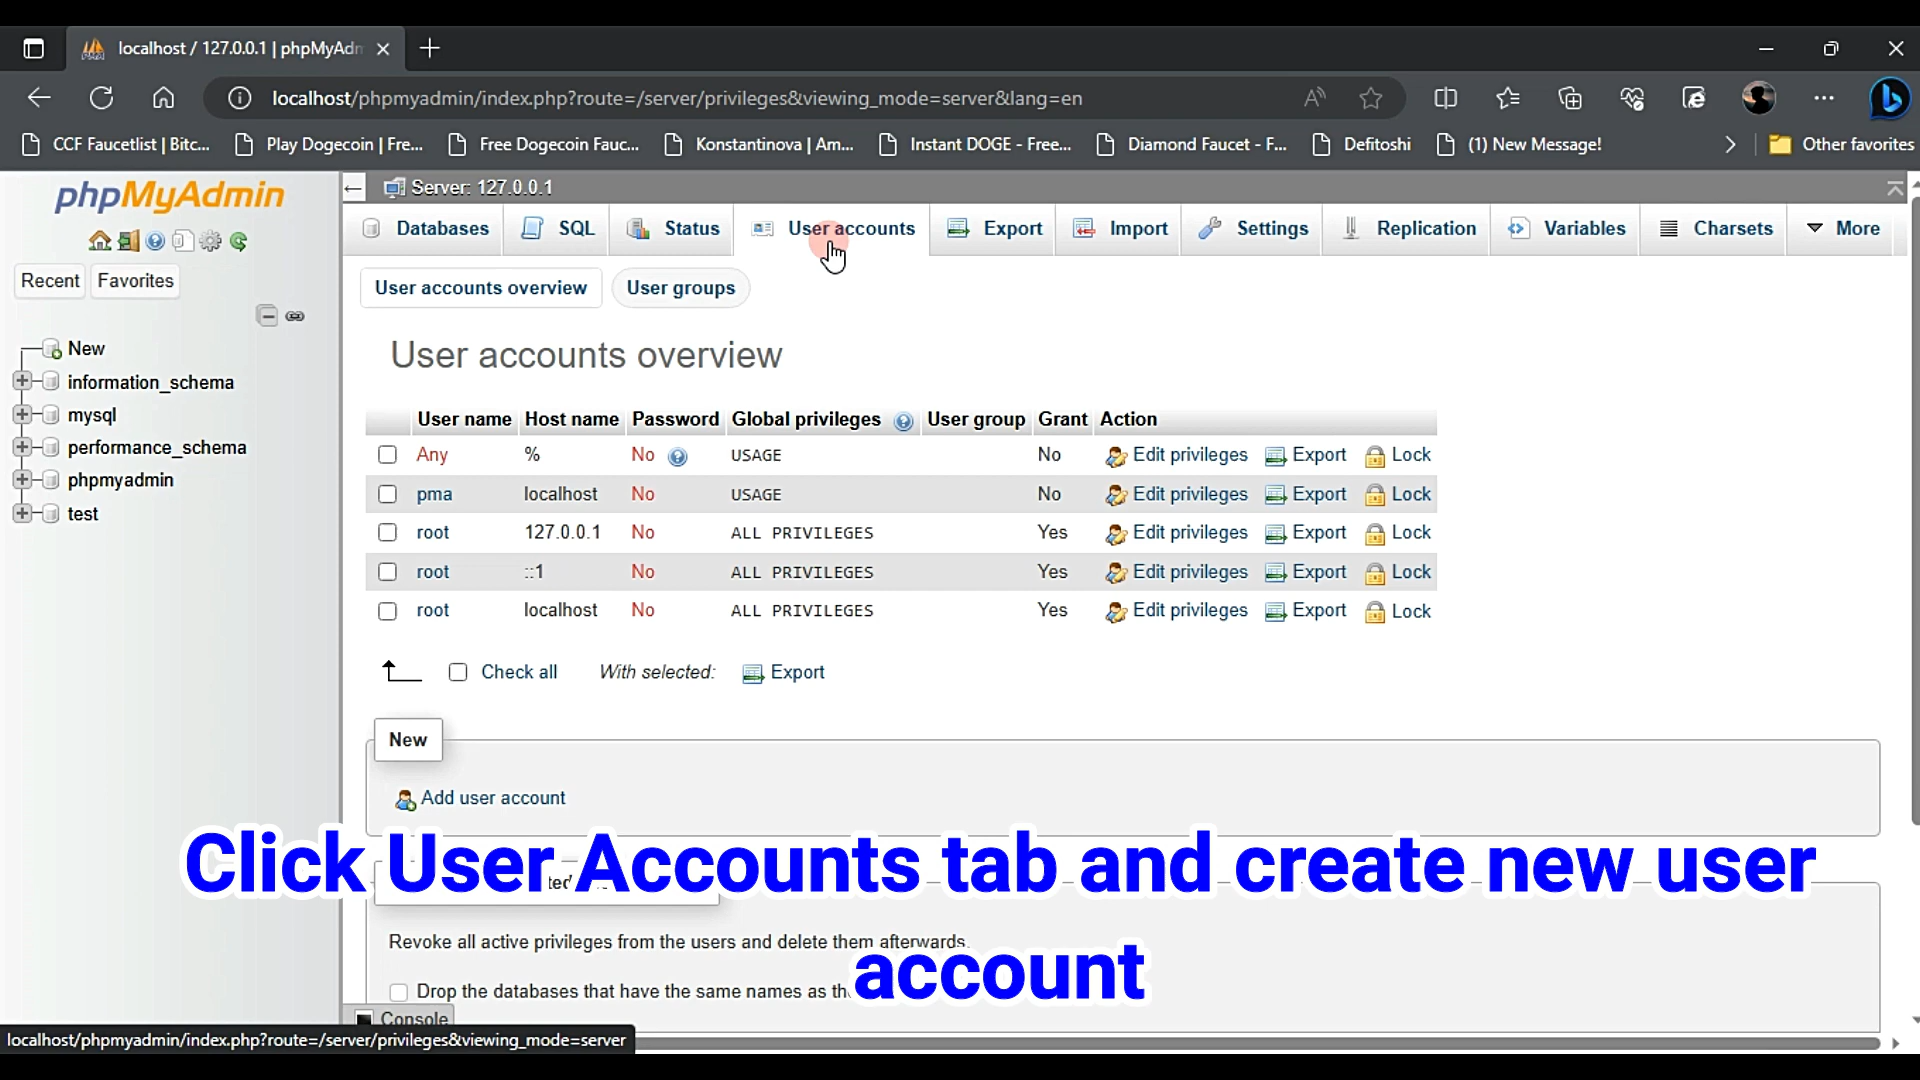 localhost / 127.0.0.1 | phpMyAdm
localhost/phpmyadmin/index.php?route=/server/privileges&viewing_mode=server&lang=en
CCF Faucetlist | Bitc... Play Dogecoin | Fre... Free Dogecoin Fauc... Konstantinova | Am... Instant DOGE - Free... Diamond Faucet - F... Defitoshi (1) New Message! Other favorites
phpMyAdmin
Recent Favorites
New
information_schema
mysql
performance_schema
phpmyadmin
test
Server: 127.0.0.1
Databases SQL Status User accounts Export Import Settings Replication Variables Charsets More
User accounts overview User groups
User accounts overview
User name Host name Password Global privileges User group Grant Action
Any % No USAGE No Edit privileges Export Lock
pma localhost No USAGE No Edit privileges Export Lock
root 127.0.0.1 No ALL PRIVILEGES Yes Edit privileges Export Lock
root ::1 No ALL PRIVILEGES Yes Edit privileges Export Lock
root localhost No ALL PRIVILEGES Yes Edit privileges Export Lock
Check all With selected: Export
New
Add user account
Click User Accounts tab and create new user
account
Revoke all active privileges from the users and delete them afterwards.
Drop the databases that have the same names as th
Console
localhost/phpmyadmin/index.php?route=/server/privileges&viewing_mode=server